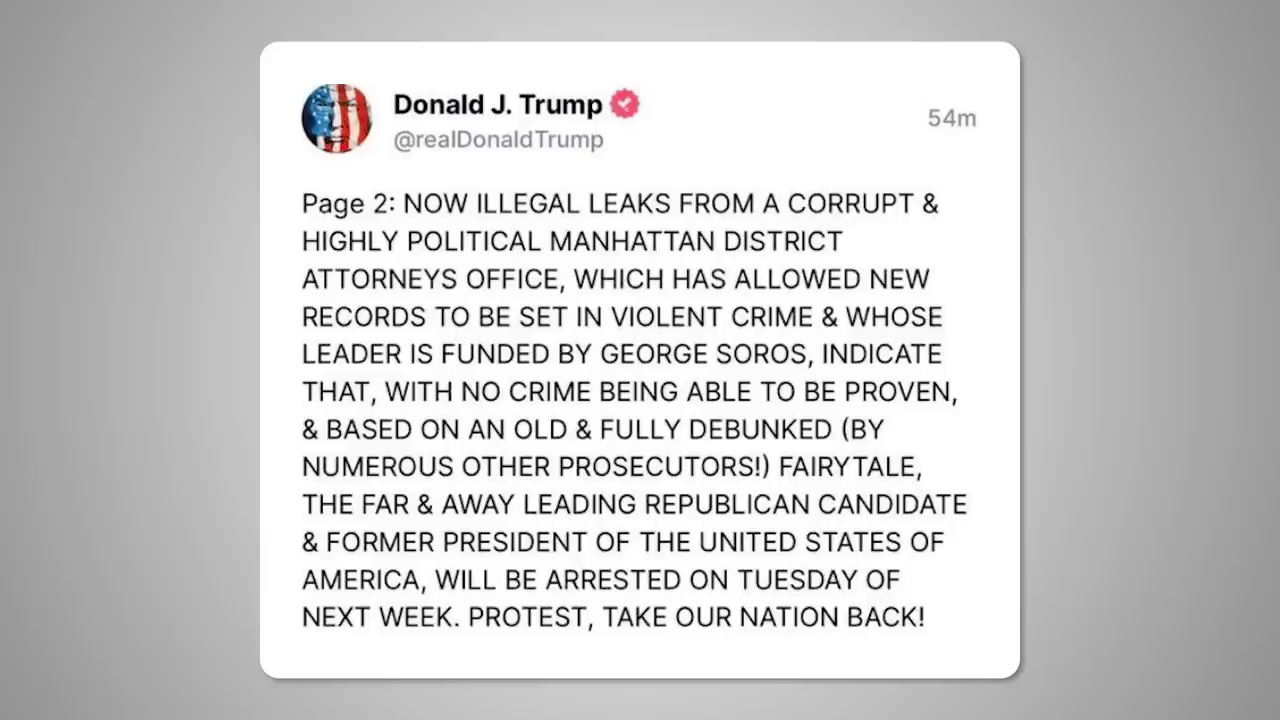 Donald J. Trump
@realDonaldTrump
54m
Page 2: NOW ILLEGAL LEAKS FROM A CORRUPT &
HIGHLY POLITICAL MANHATTAN DISTRICT
ATTORNEYS OFFICE, WHICH HAS ALLOWED NEW
RECORDS TO BE SET IN VIOLENT CRIME & WHOSE
LEADER IS FUNDED BY GEORGE SOROS, INDICATE
THAT, WITH NO CRIME BEING ABLE TO BE PROVEN,
& BASED ON AN OLD & FULLY DEBUNKED (BY
NUMEROUS OTHER PROSECUTORS!) FAIRYTALE,
THE FAR & AWAY LEADING REPUBLICAN CANDIDATE
& FORMER PRESIDENT OF THE UNITED STATES OF
AMERICA, WILL BE ARRESTED ON TUESDAY OF
NEXT WEEK. PROTEST, TAKE OUR NATION BACK!